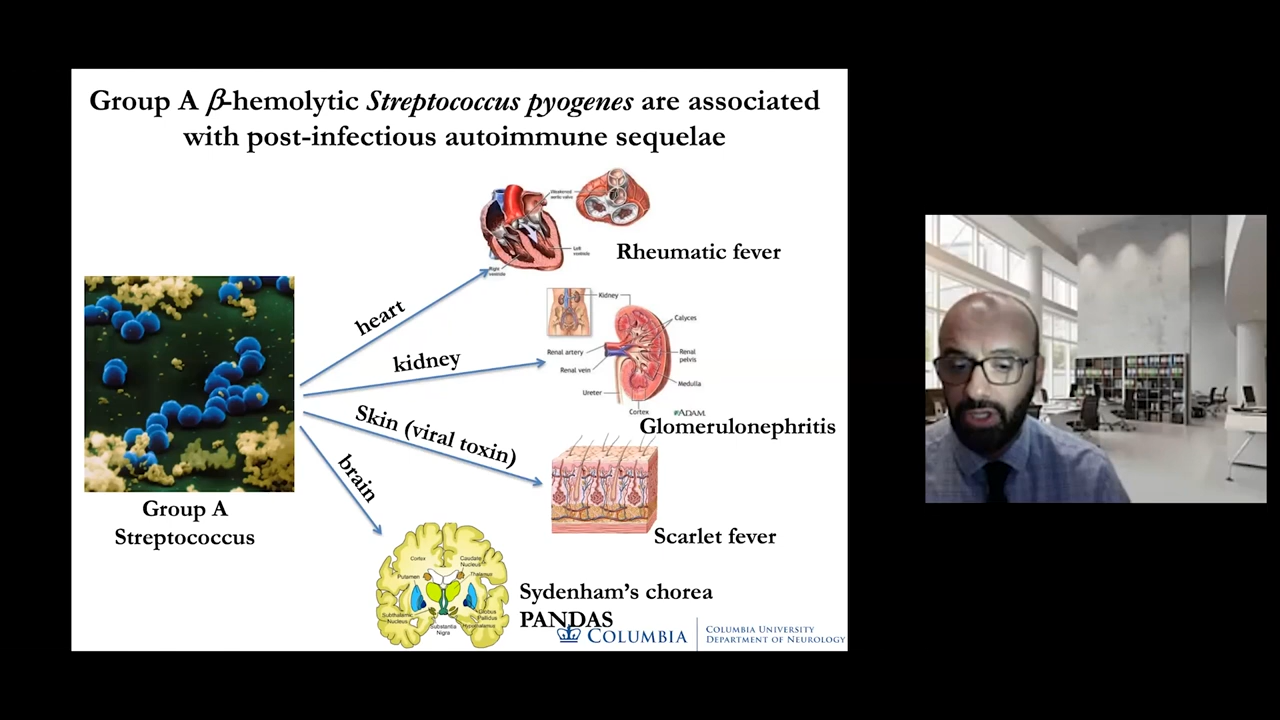 Group A β-hemolytic Streptococcus pyogenes are associated
with post-infectious autoimmune sequelae
Weakened
aortic valve
Left
ventricle
Right
ventricle
Rheumatic fever
heart
Kidney
Calyces
Renal artery
Renal
pelvis
Renal vein
Ureter
Medulla
Cortex
ADAM
kidney
Glomerulonephritis
Skin (viral toxin)
Scarlet fever
brain
Group A
Streptococcus
Cortex
Caudate
Nucleus
Putamen
Thalamus
Subthalamic
Nucleus
Globus
Pallidus
Hypothalamus
Substantia
Nigra
Sydenham's chorea
PANDAS
COLUMBIA
COLUMBIA UNIVERSITY
DEPARTMENT OF NEUROLOGY